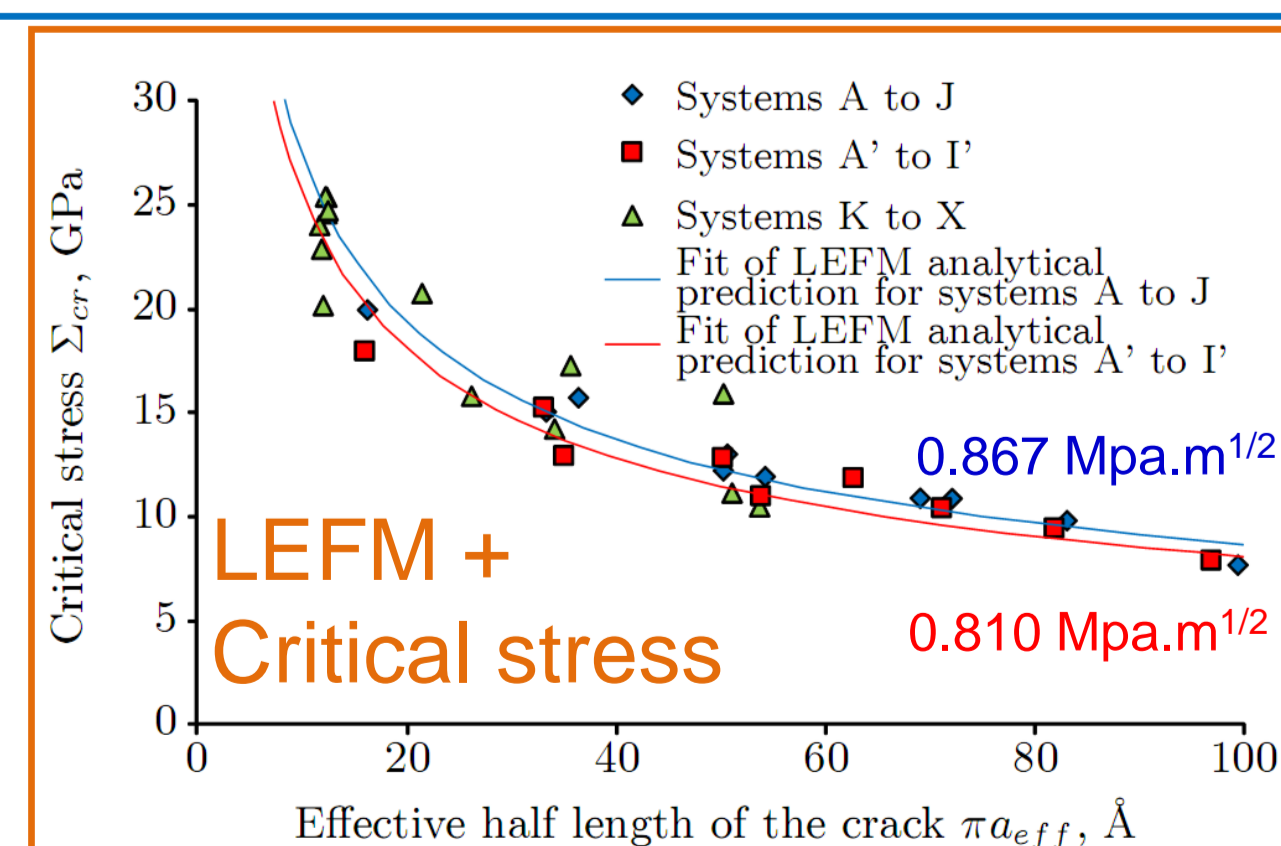 30
25
20
15
10
5
0
0 20 40 60 80 100
Critical stress Σcr, GPa
Effective half length of the crack πaeff, Å
Systems A to J
Systems A' to I'
Systems K to X
Fit of LEFM analytical
prediction for systems A to J
Fit of LEFM analytical
prediction for systems A' to I'
0.867 Mpa.m1/2
LEFM +
Critical stress
0.810 Mpa.m1/2